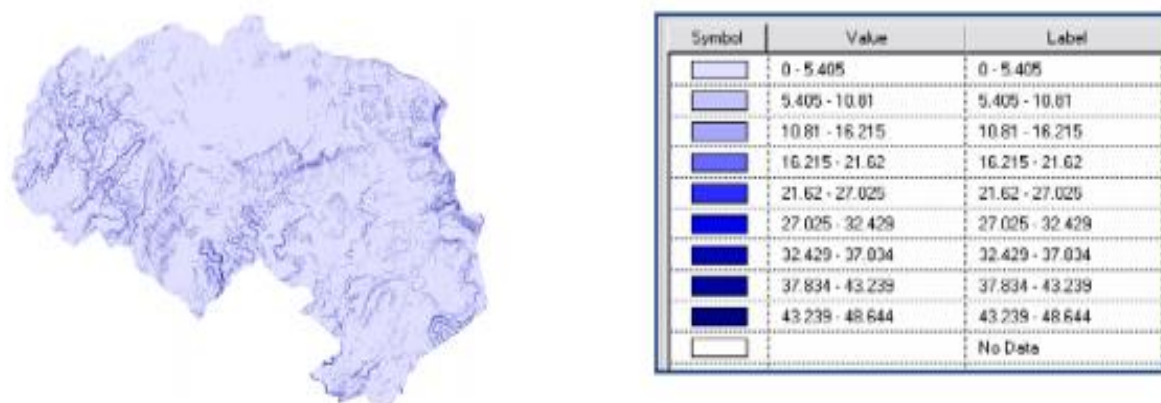 Symbol Value Label
0 - 5.405 0 - 5.405
5.405 - 10.81 5.405 - 10.81
10.81 - 16.215 10.81 - 16.215
16.215 - 21.62 16.215 - 21.62
21.62 - 27.025 21.62 - 27.025
27.025 - 32.429 27.025 - 32.429
32.429 - 37.834 32.429 - 37.834
37.834 - 43.239 37.834 - 43.239
43.239 - 48.644 43.239 - 48.644
No Data